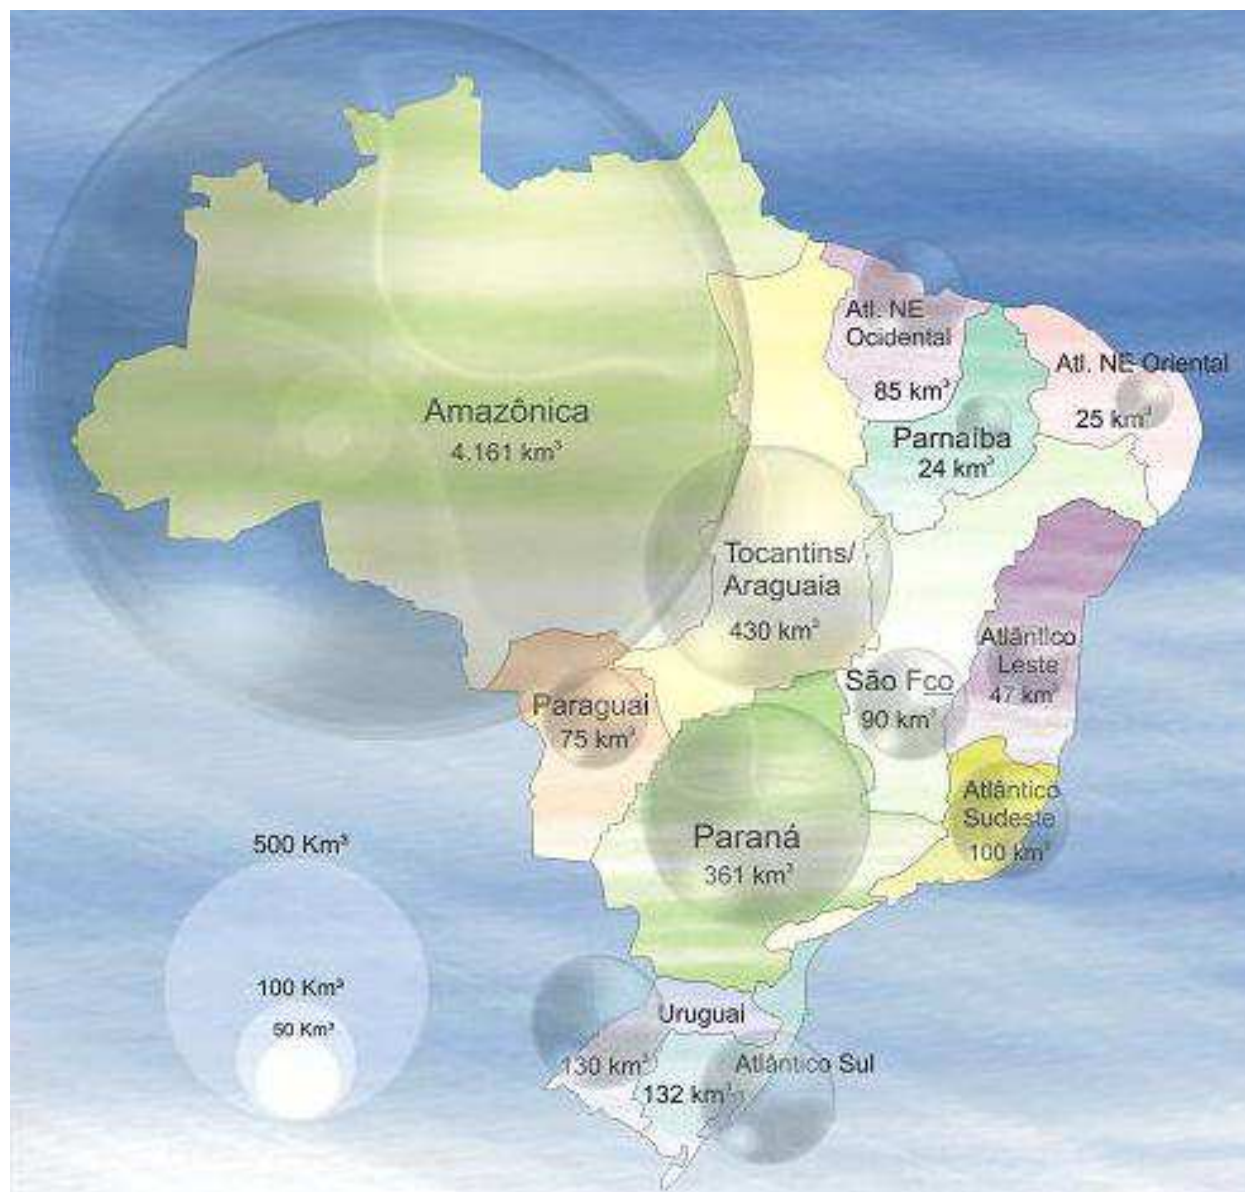 Atl. NE
Ocidental
85 km³
Atl. NE Oriental
25 km³
Amazônica
4.161 km³
Parnaíba
24 km³
Tocantins/
Araguaia
430 km³
Atlântico
Leste
47 km³
São Fco
90 km³
Paraguai
75 km³
Atlântico
Sudeste
100 km³
Paraná
361 km³
500 Km³
100 Km³
50 Km³
Uruguai
130 km³
Atlântico Sul
132 km³